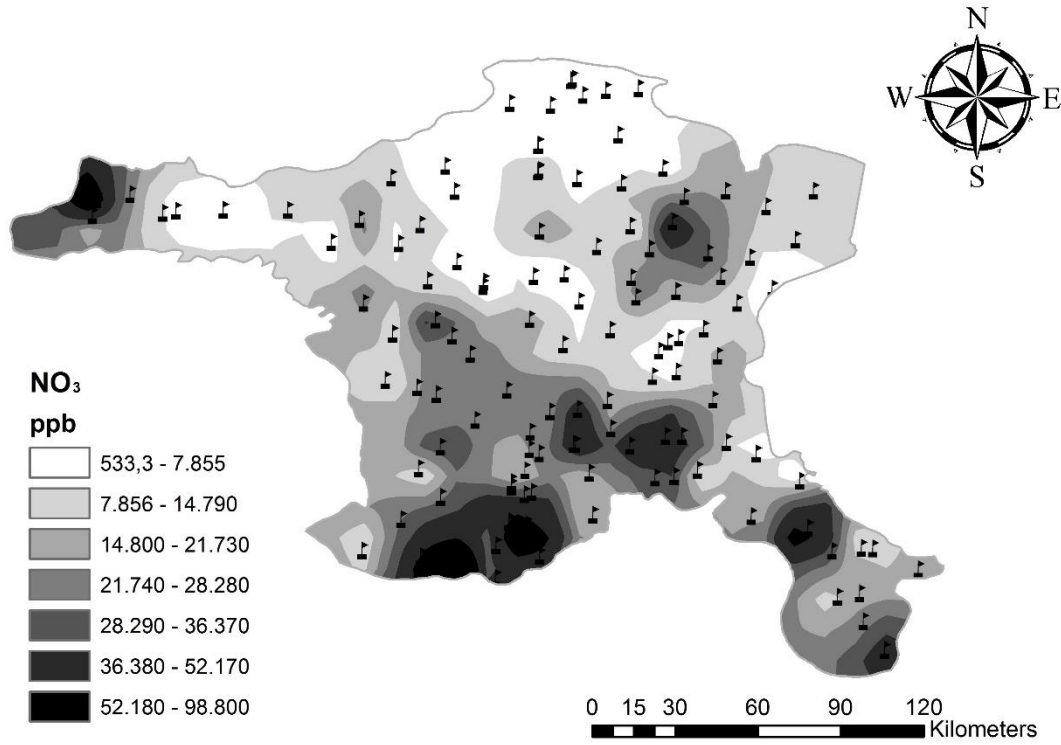 N
W E
S
NO₃
ppb
533,3 - 7.855
7.856 - 14.790
14.800 - 21.730
21.740 - 28.280
28.290 - 36.370
36.380 - 52.170
52.180 - 98.800
0 15 30 60 90 120
Kilometers